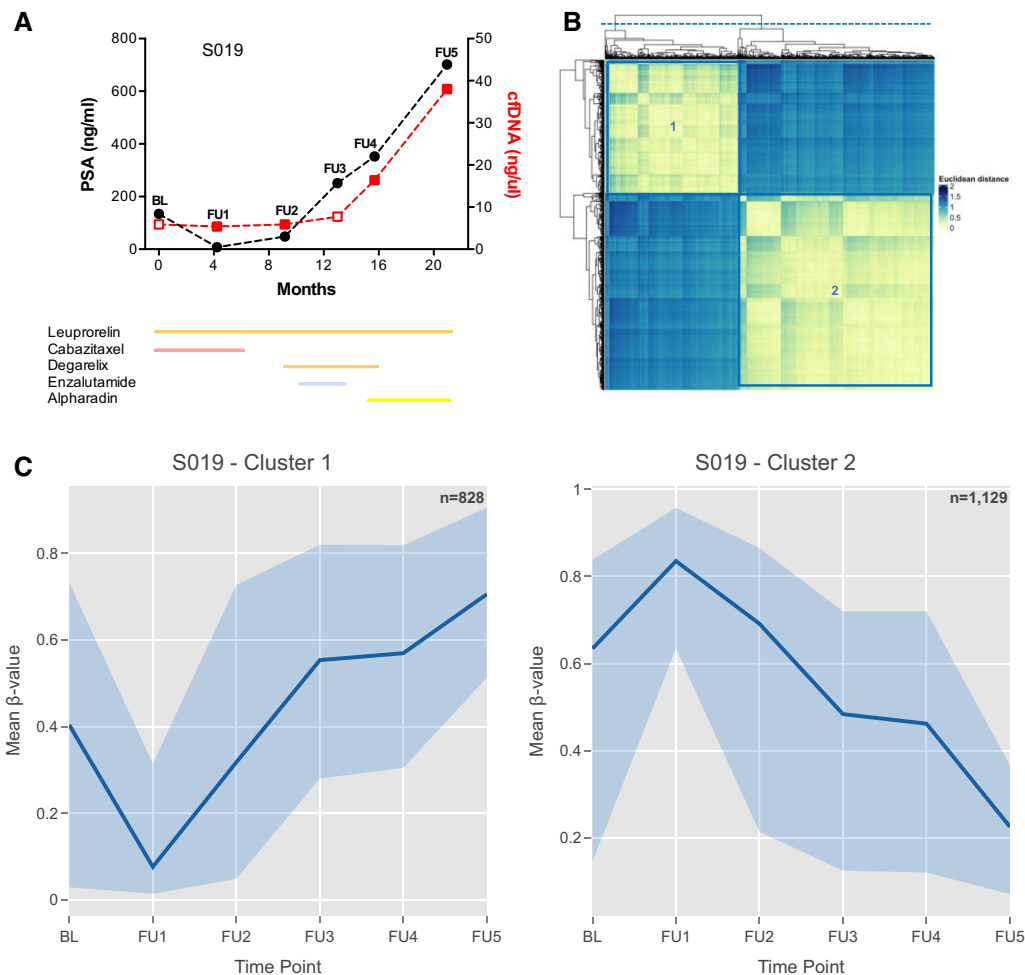 A
S019
PSA (ng/ml)
800
600
400
200
0
BL
FU1
FU2
FU3
FU4
FU5
50
40
30
20
10
0
cfDNA (ng/ul)
0 4 8 12 16 20
Months
Leuprorelin
Cabazitaxel
Degarelix
Enzalutamide
Alpharadin
B
1
2
Euclidean distance
2
1.5
1
0.5
0
C
S019 - Cluster 1
n=828
Mean β-value
0.8
0.6
0.4
0.2
0
BL FU1 FU2 FU3 FU4 FU5
Time Point
S019 - Cluster 2
n=1,129
Mean β-value
1
0.8
0.6
0.4
0.2
BL FU1 FU2 FU3 FU4 FU5
Time Point